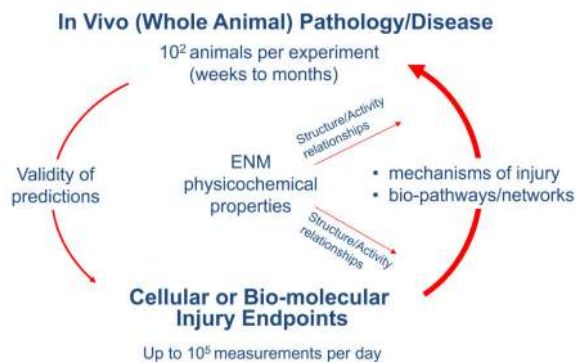 In Vivo (Whole Animal) Pathology/Disease
10² animals per experiment
(weeks to months)
Structure/Activity
relationships
Validity of
predictions
ENM
physicochemical
properties
• mechanisms of injury
• bio-pathways/networks
Structure/Activity
relationships
Cellular or Bio-molecular
Injury Endpoints
Up to 10⁵ measurements per day